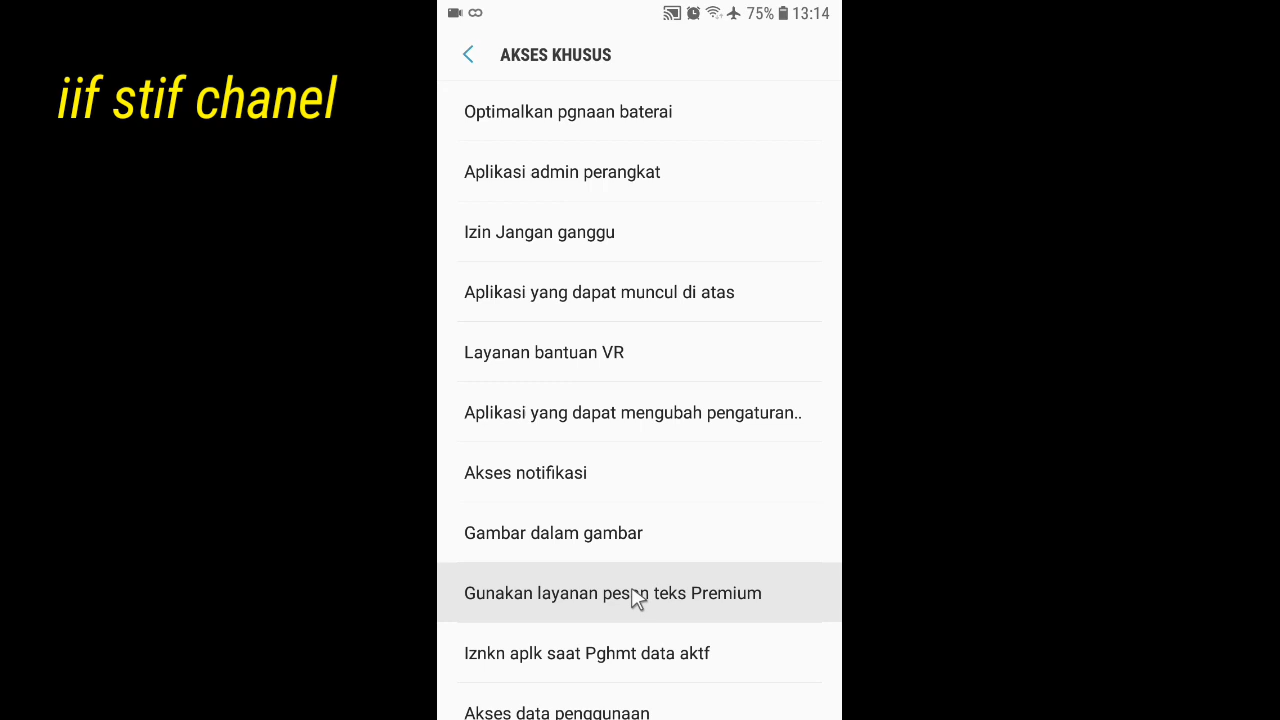 iif stif chanel
75% 13:14
AKSES KHUSUS
Optimalkan pgnaan baterai
Aplikasi admin perangkat
Izin Jangan ganggu
Aplikasi yang dapat muncul di atas
Layanan bantuan VR
Aplikasi yang dapat mengubah pengaturan..
Akses notifikasi
Gambar dalam gambar
Gunakan layanan pesan teks Premium
Iznkn aplk saat Pghmt data aktf
Akses data penggunaan